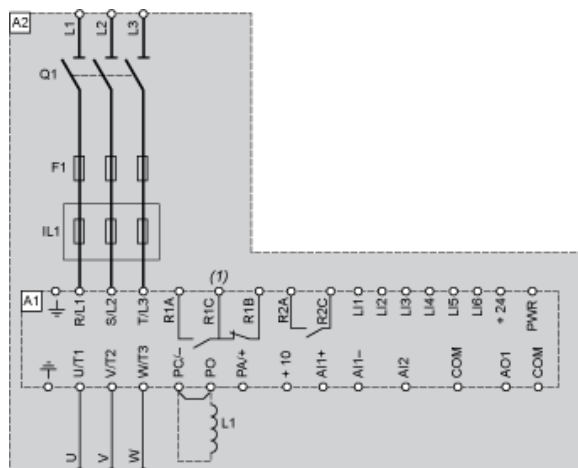 A2
L1 L2 L3
Q1
F1
IL1
(1)
A1
R/L1 S/L2 T/L3 R1A R1C R1B R2A R2C LI1 LI2 LI3 LI4 LI5 LI6 + 24 PWR
U/T1 V/T2 W/T3 PC/– PO PA/+ + 10 AI1+ AI1– AI2 COM AO1 COM
L1
U V W